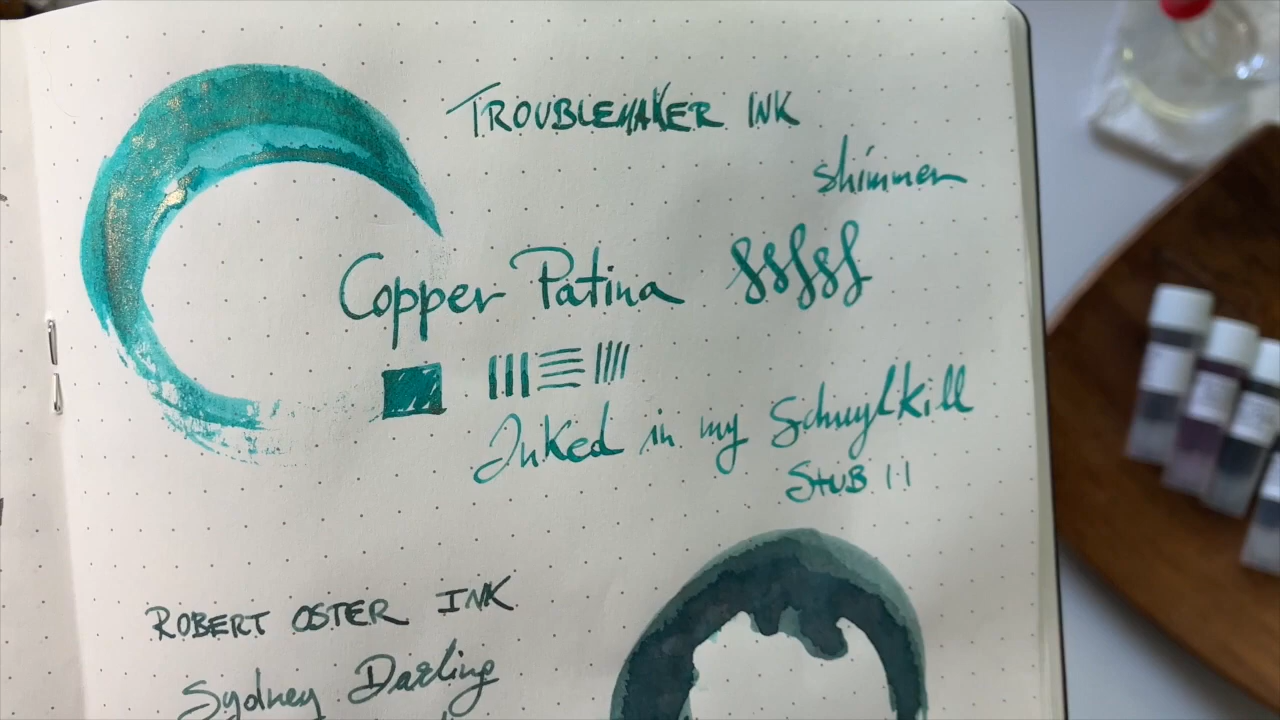 TROUBLEMAKER INK
shimmer
Copper Patina
Inked in my Schuylkill
STUB 1.1
ROBERT OSTER INK
Sydney Darling